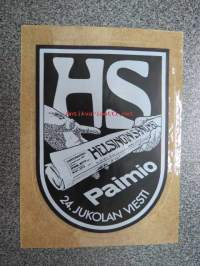 HS
HELSINGIN SANOMAT
Paimio
24. JUKOLAN VIESTI